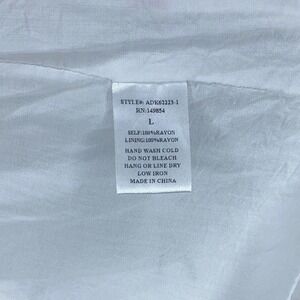 STYLE#: ADK62223-1
RN:149854
L
SELF:100%RAYON
LINING:100%RAYON
HAND WASH COLD
DO NOT BLEACH
HANG OR LINE DRY
LOW IRON
MADE IN CHINA